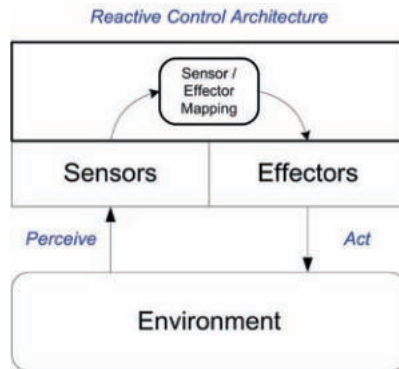 Reactive Control Architecture
Sensor /
Effector
Mapping
Sensors
Effectors
Perceive
Act
Environment